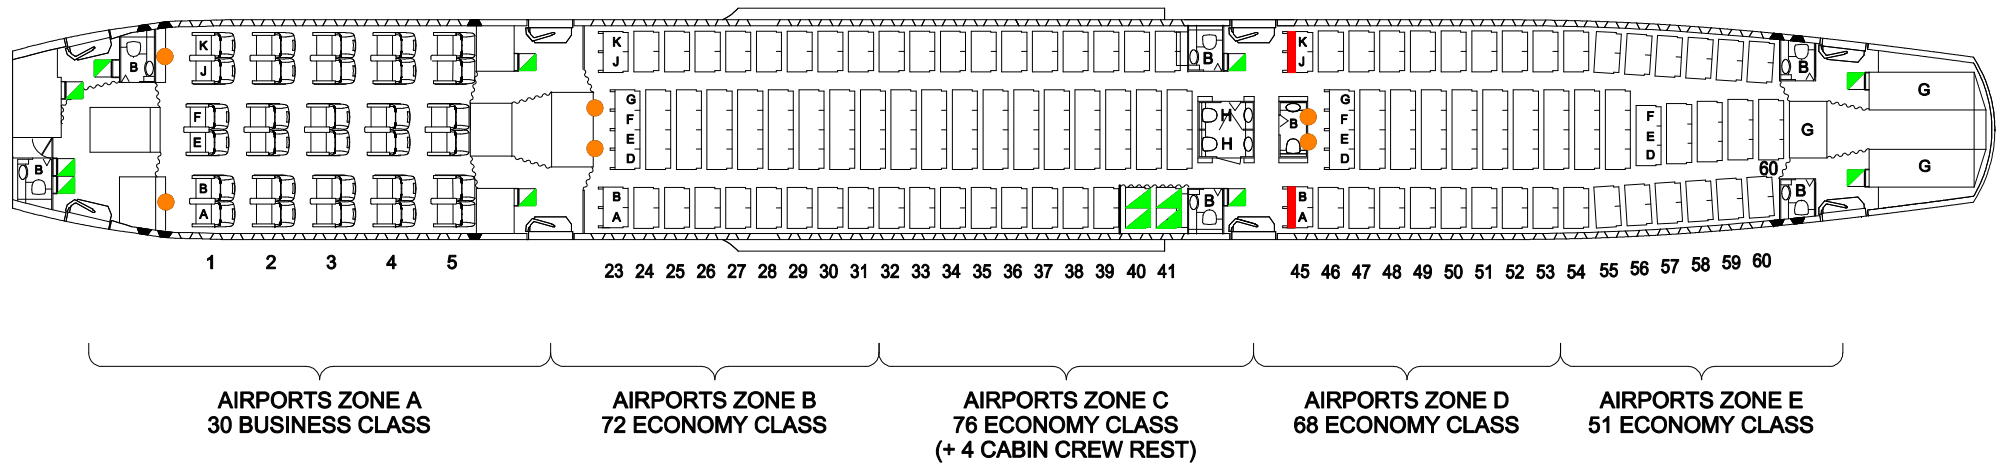 K
J
F
E
B
A
B
B
1 2 3 4 5
K
J
G
F
E
D
B
A
B
H
H
B
B
23 24 25 26 27 28 29 30 31 32 33 34 35 36 37 38 39 40 41
K
J
G
F
E
D
B
A
F
E
D
60
B
B
G
G
G
45 46 47 48 49 50 51 52 53 54 55 56 57 58 59 60
AIRPORTS ZONE A
30 BUSINESS CLASS
AIRPORTS ZONE B
72 ECONOMY CLASS
AIRPORTS ZONE C
76 ECONOMY CLASS
(+ 4 CABIN CREW REST)
AIRPORTS ZONE D
68 ECONOMY CLASS
AIRPORTS ZONE E
51 ECONOMY CLASS